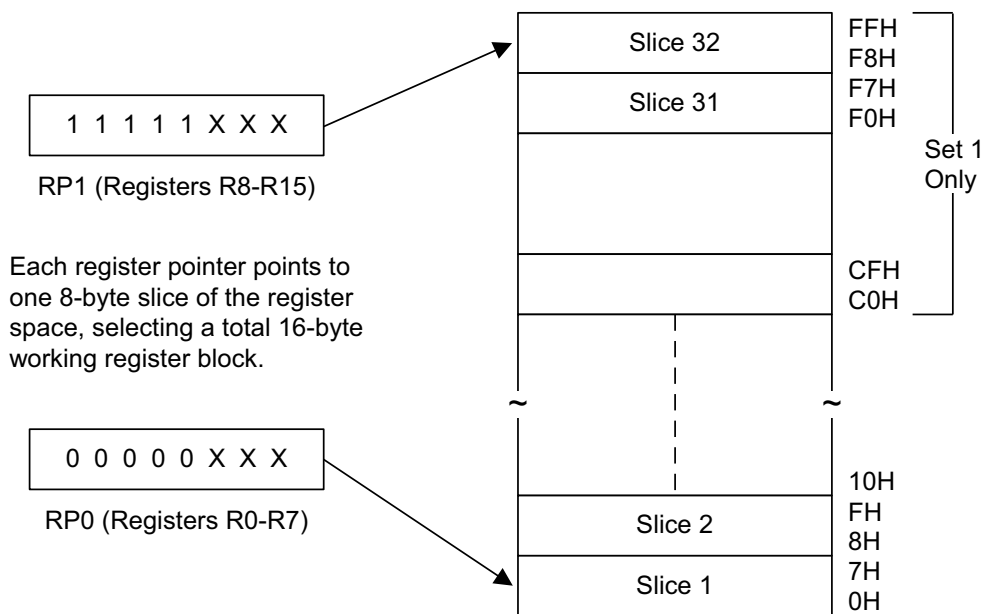 Slice 32
FFH
F8H
Slice 31
F7H
F0H
1 1 1 1 1 X X X
RP1 (Registers R8-R15)
Set 1
Only
Each register pointer points to
one 8-byte slice of the register
space, selecting a total 16-byte
working register block.
CFH
C0H
~
~
0 0 0 0 0 X X X
RP0 (Registers R0-R7)
10H
Slice 2
FH
8H
Slice 1
7H
0H